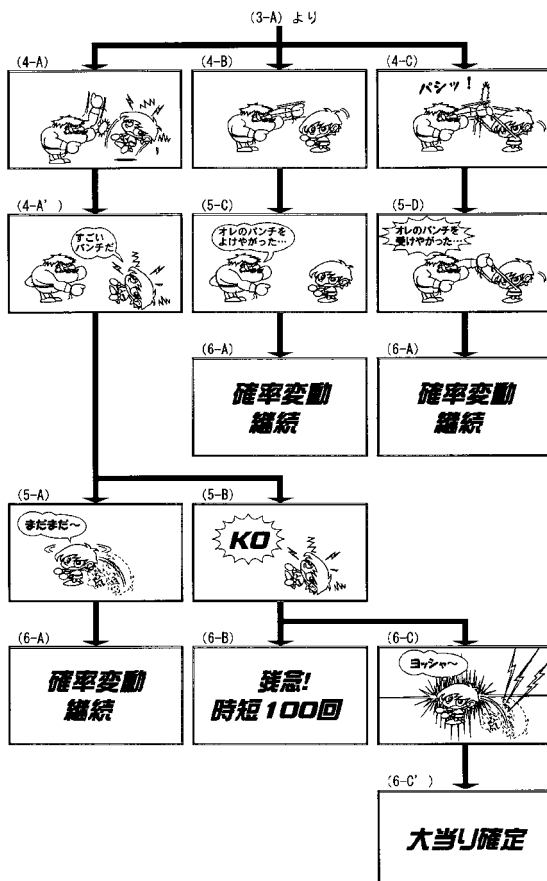 (3-A) より
(4-A)
(4-B)
(4-C)
パシッ！
(4-A')
すごい
パンチだ
(5-C)
オレのパンチを
よけやがった…
(5-D)
オレのパンチを
受けやがった…
(6-A)
確率変動
継続
(6-A)
確率変動
継続
(5-A)
まだまだ～
(5-B)
KO
(6-A)
確率変動
継続
(6-B)
残念!
時短100回
(6-C)
ヨッシャ～
(6-C')
大当り確定